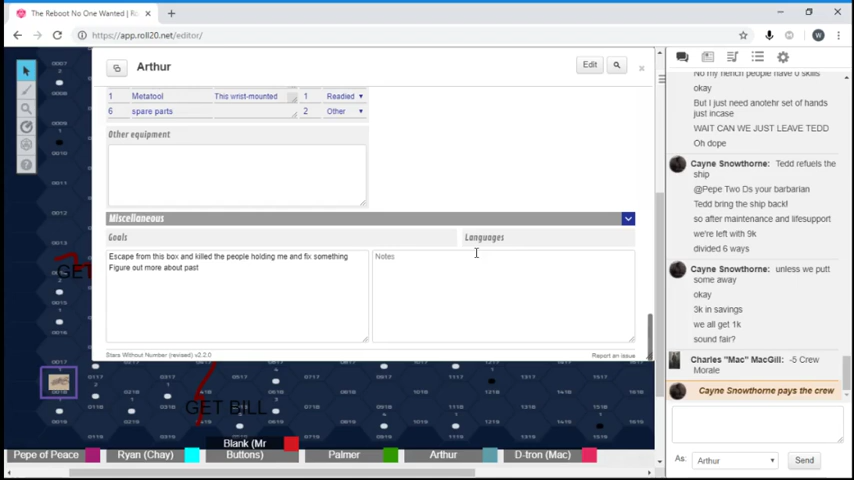 The Reboot No One Wanted | Ro
https://app.roll20.net/editor/
W
Arthur
Edit
1 Metatool This wrist-mounted 1 Readied
6 spare parts 2 Other
Other equipment
Miscellaneous
Goals
Languages
Escape from this box and killed the people holding me and fix something
Figure out more about past
Notes
Stars Without Number (revised) v2.2.0
Report an issue
GET BILL
Blank (Mr
Buttons)
Pepe of Peace
Ryan (Chay)
Palmer
Arthur
D-tron (Mac)
No my hench people have 0 skills
okay
But I just need anotehr set of hands
just incase
WAIT CAN WE JUST LEAVE TEDD
Oh dope
Cayne Snowthorne: Tedd refuels the
ship
@Pepe Two Ds your barbarian
Tedd bring the ship back!
so after maintenance and lifesupport
we're left with 9k
divided 6 ways
Cayne Snowthorne: unless we putt
some away
okay
3k in savings
we all get 1k
sound fair?
Charles "Mac" MacGill: -5 Crew
Morale
Cayne Snowthorne pays the crew
As: Arthur
Send